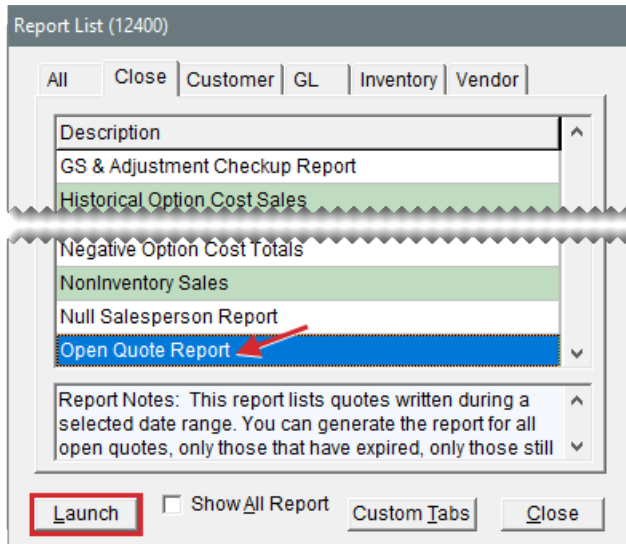 Report List (12400)
All Close Customer GL Inventory Vendor
Description
GS & Adjustment Checkup Report
Historical Option Cost Sales
Negative Option Cost Totals
NonInventory Sales
Null Salesperson Report
Open Quote Report
Report Notes: This report lists quotes written during a
selected date range. You can generate the report for all
open quotes, only those that have expired, only those still
Launch Show All Report Custom Tabs Close